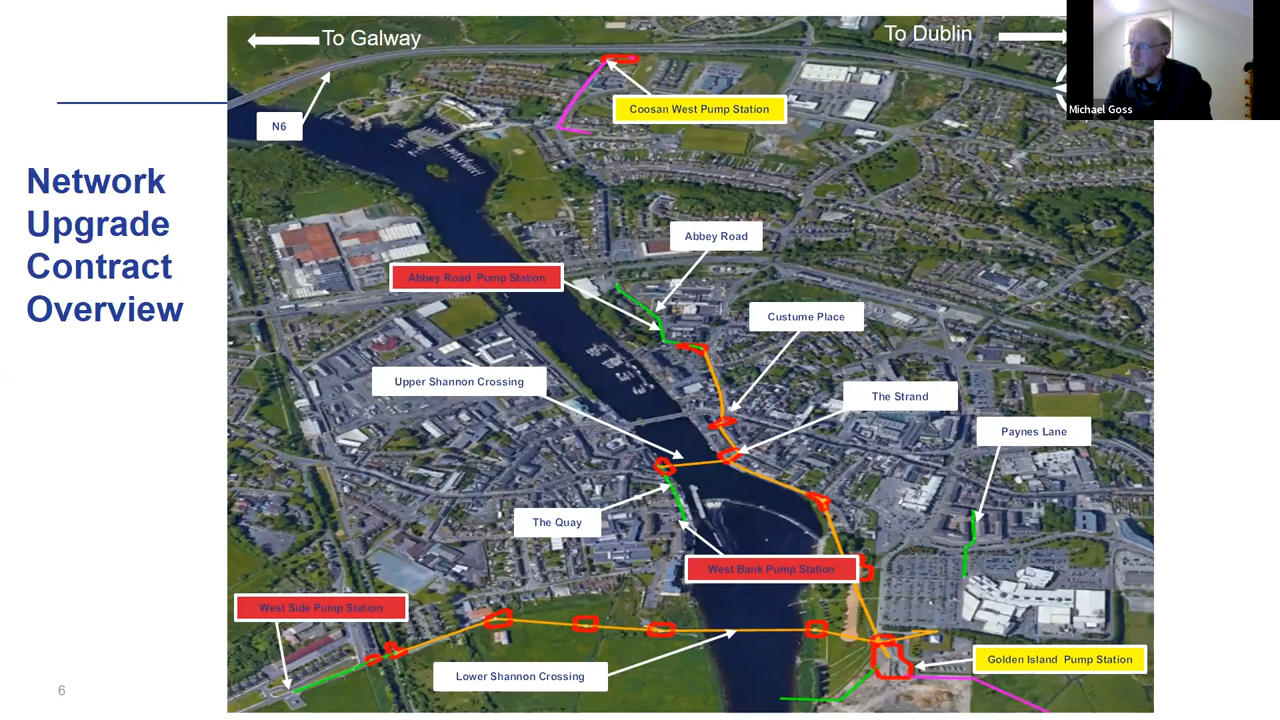 To Galway
To Dublin
Michael Goss
Coosan West Pump Station
N6
Network
Upgrade
Contract
Overview
Abbey Road
Abbey Road Pump Station
Custume Place
Upper Shannon Crossing
The Strand
Paynes Lane
The Quay
West Bank Pump Station
West Side Pump Station
Golden Island Pump Station
Lower Shannon Crossing
6